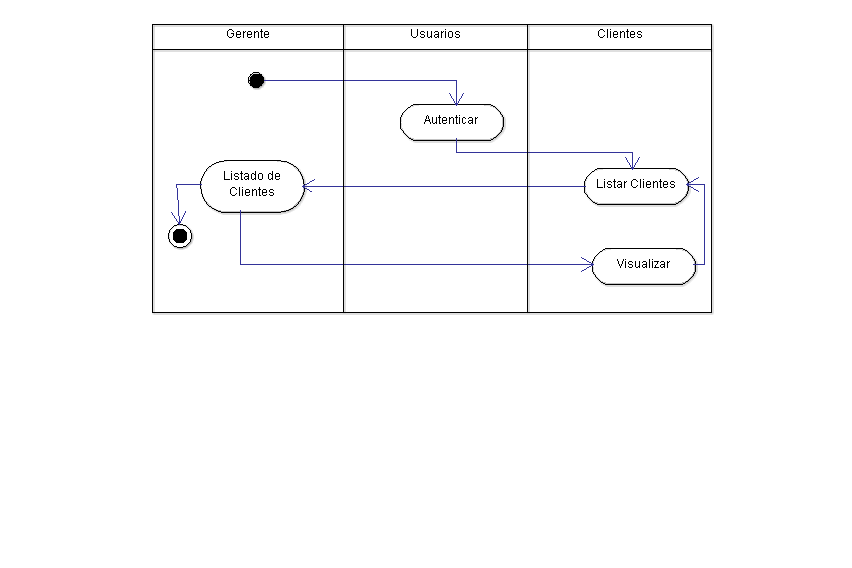 Gerente
Usuarios
Clientes
Autenticar
Listado de
Clientes
Listar Clientes
Visualizar